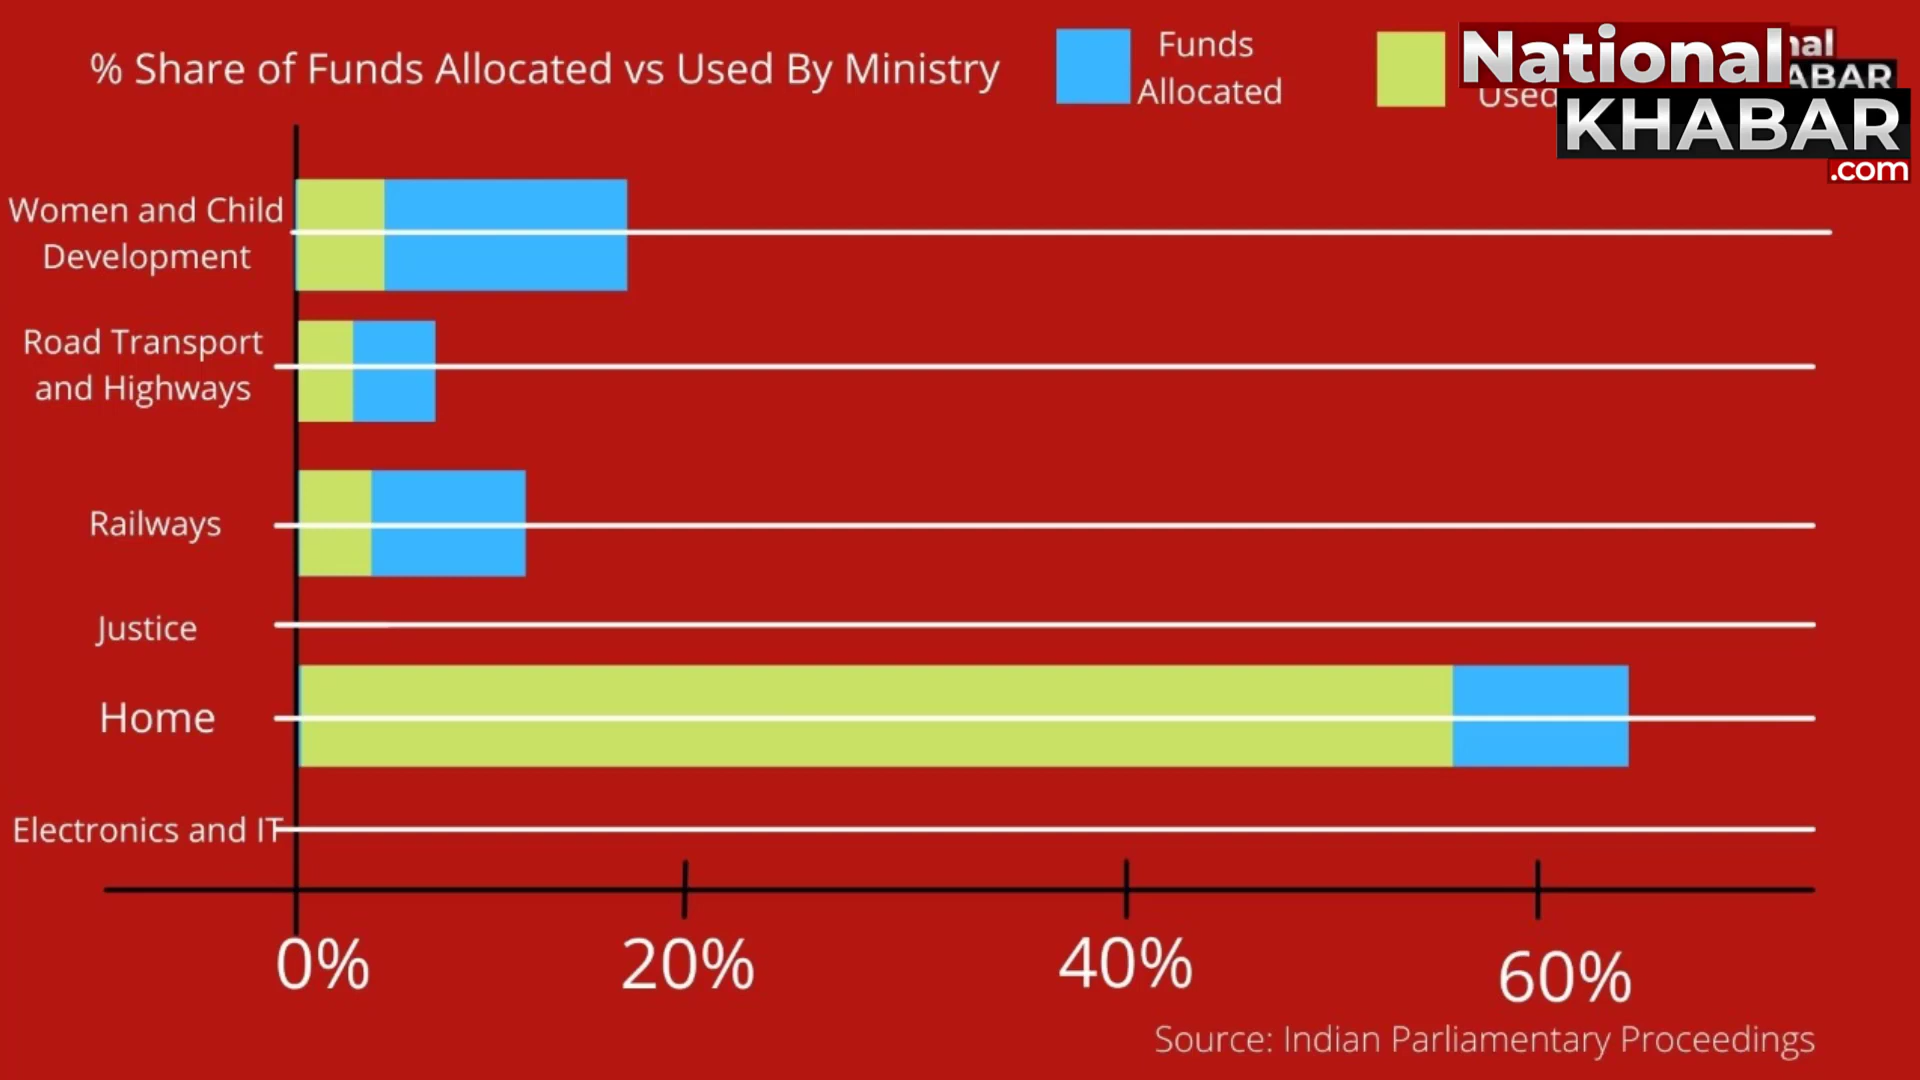 % Share of Funds Allocated vs Used By Ministry
Funds
Allocated
Used
National
KHABAR
.com
Women and Child
Development
Road Transport
and Highways
Railways
Justice
Home
Electronics and IT
0%
20%
40%
60%
Source: Indian Parliamentary Proceedings